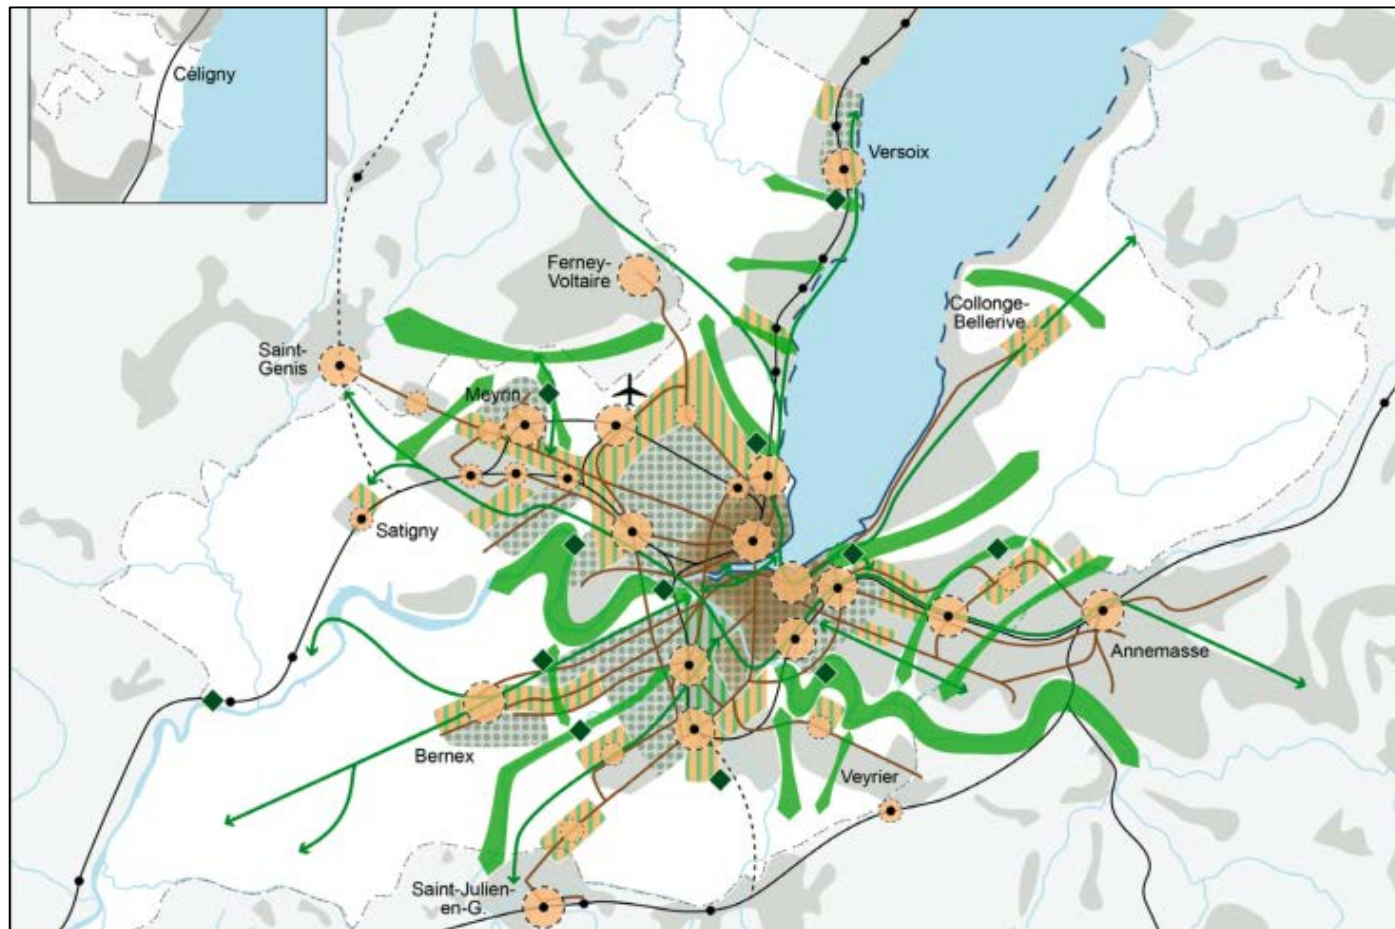 Céligny
Versoix
Ferney-
Voltaire
Collonge-
Bellerive
Saint-
Genis
Meyrin
Satigny
Annemasse
Bernex
Veyrier
Saint-Julien-
en-G.